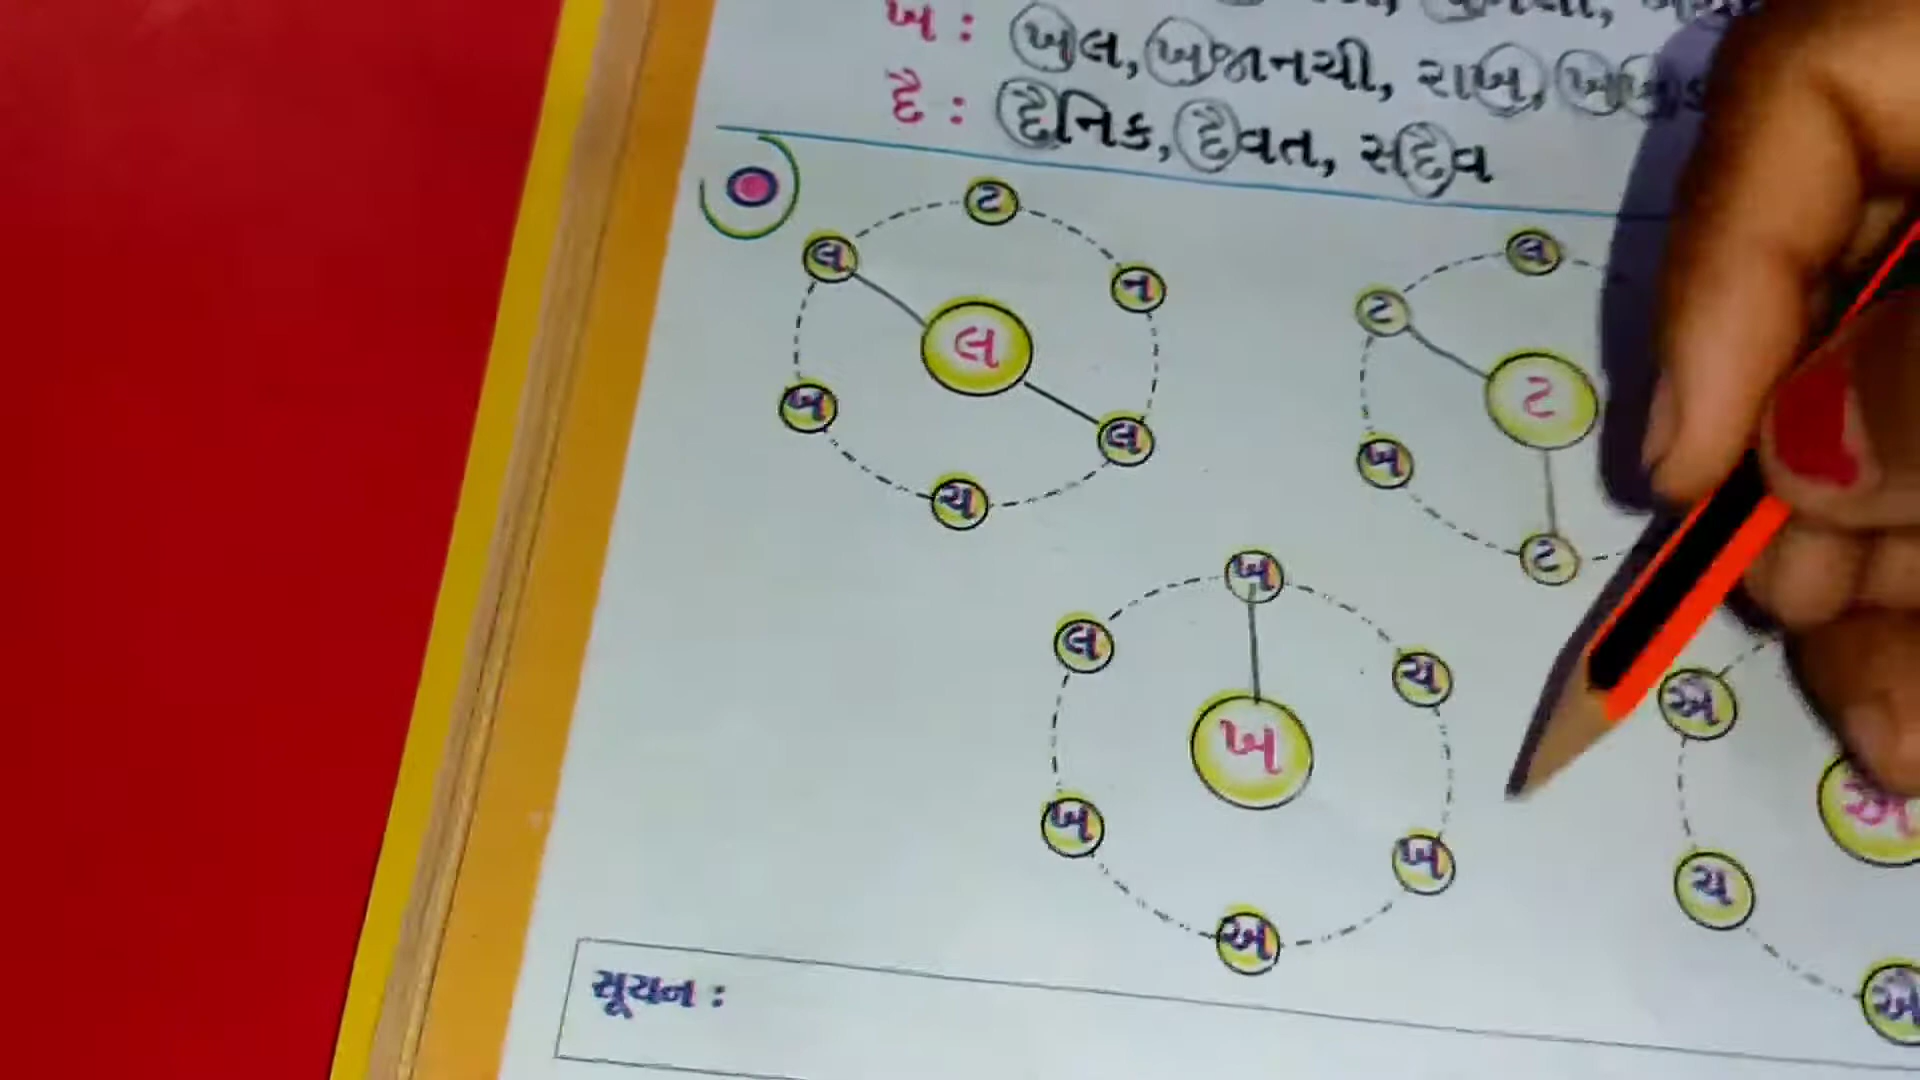 ખ : ખલ, ખજાનચી, રાખ,
દૈ : દૈનિક, દૈવત, સદૈવ
ટ
લ
ન
લ
ખ
લ
ચ
લ
ટ
ટ
ખ
ટ
ખ
લ
ચ
ખ
ખ
ખ
અ
એ
ચ
સૂચન :